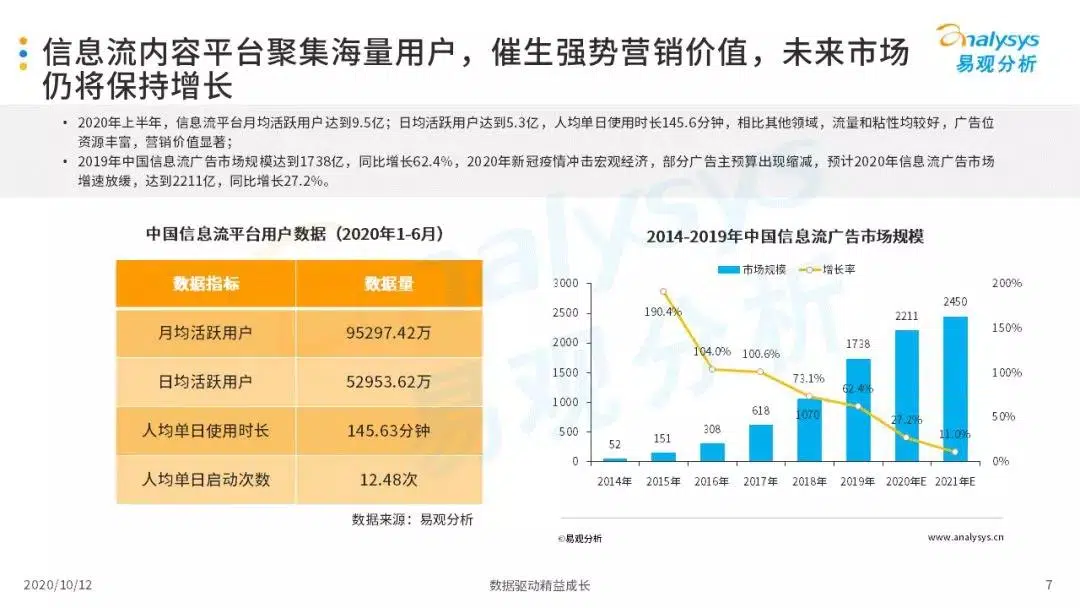 信息流内容平台聚集海量用户，催生强势营销价值，未来市场
仍将保持增长
analysys
易观分析
• 2020年上半年，信息流平台月均活跃用户达到9.5亿；日均活跃用户达到5.3亿，人均单日使用时长145.6分钟，相比其他领域，流量和粘性均较好，广告位
资源丰富，营销价值显著；
• 2019年中国信息流广告市场规模达到1738亿，同比增长62.4%，2020年新冠疫情冲击宏观经济，部分广告主预算出现缩减，预计2020年信息流广告市场
增速放缓，达到2211亿，同比增长27.2%。
中国信息流平台用户数据（2020年1-6月）
数据指标 数据量
月均活跃用户 95297.42万
日均活跃用户 52953.62万
人均单日使用时长 145.63分钟
人均单日启动次数 12.48次
数据来源：易观分析
2014-2019年中国信息流广告市场规模
市场规模 增长率
3000
2500
2000
1500
1000
500
0
200%
150%
100%
50%
0%
52
151
308
618
1070
1738
2211
2450
190.4%
104.0%
100.6%
73.1%
62.4%
27.2%
11.0%
2014年 2015年 2016年 2017年 2018年 2019年 2020年E 2021年E
©易观分析
www.analysys.cn
2020/10/12
数据驱动精益成长
7
analysys
易观分析